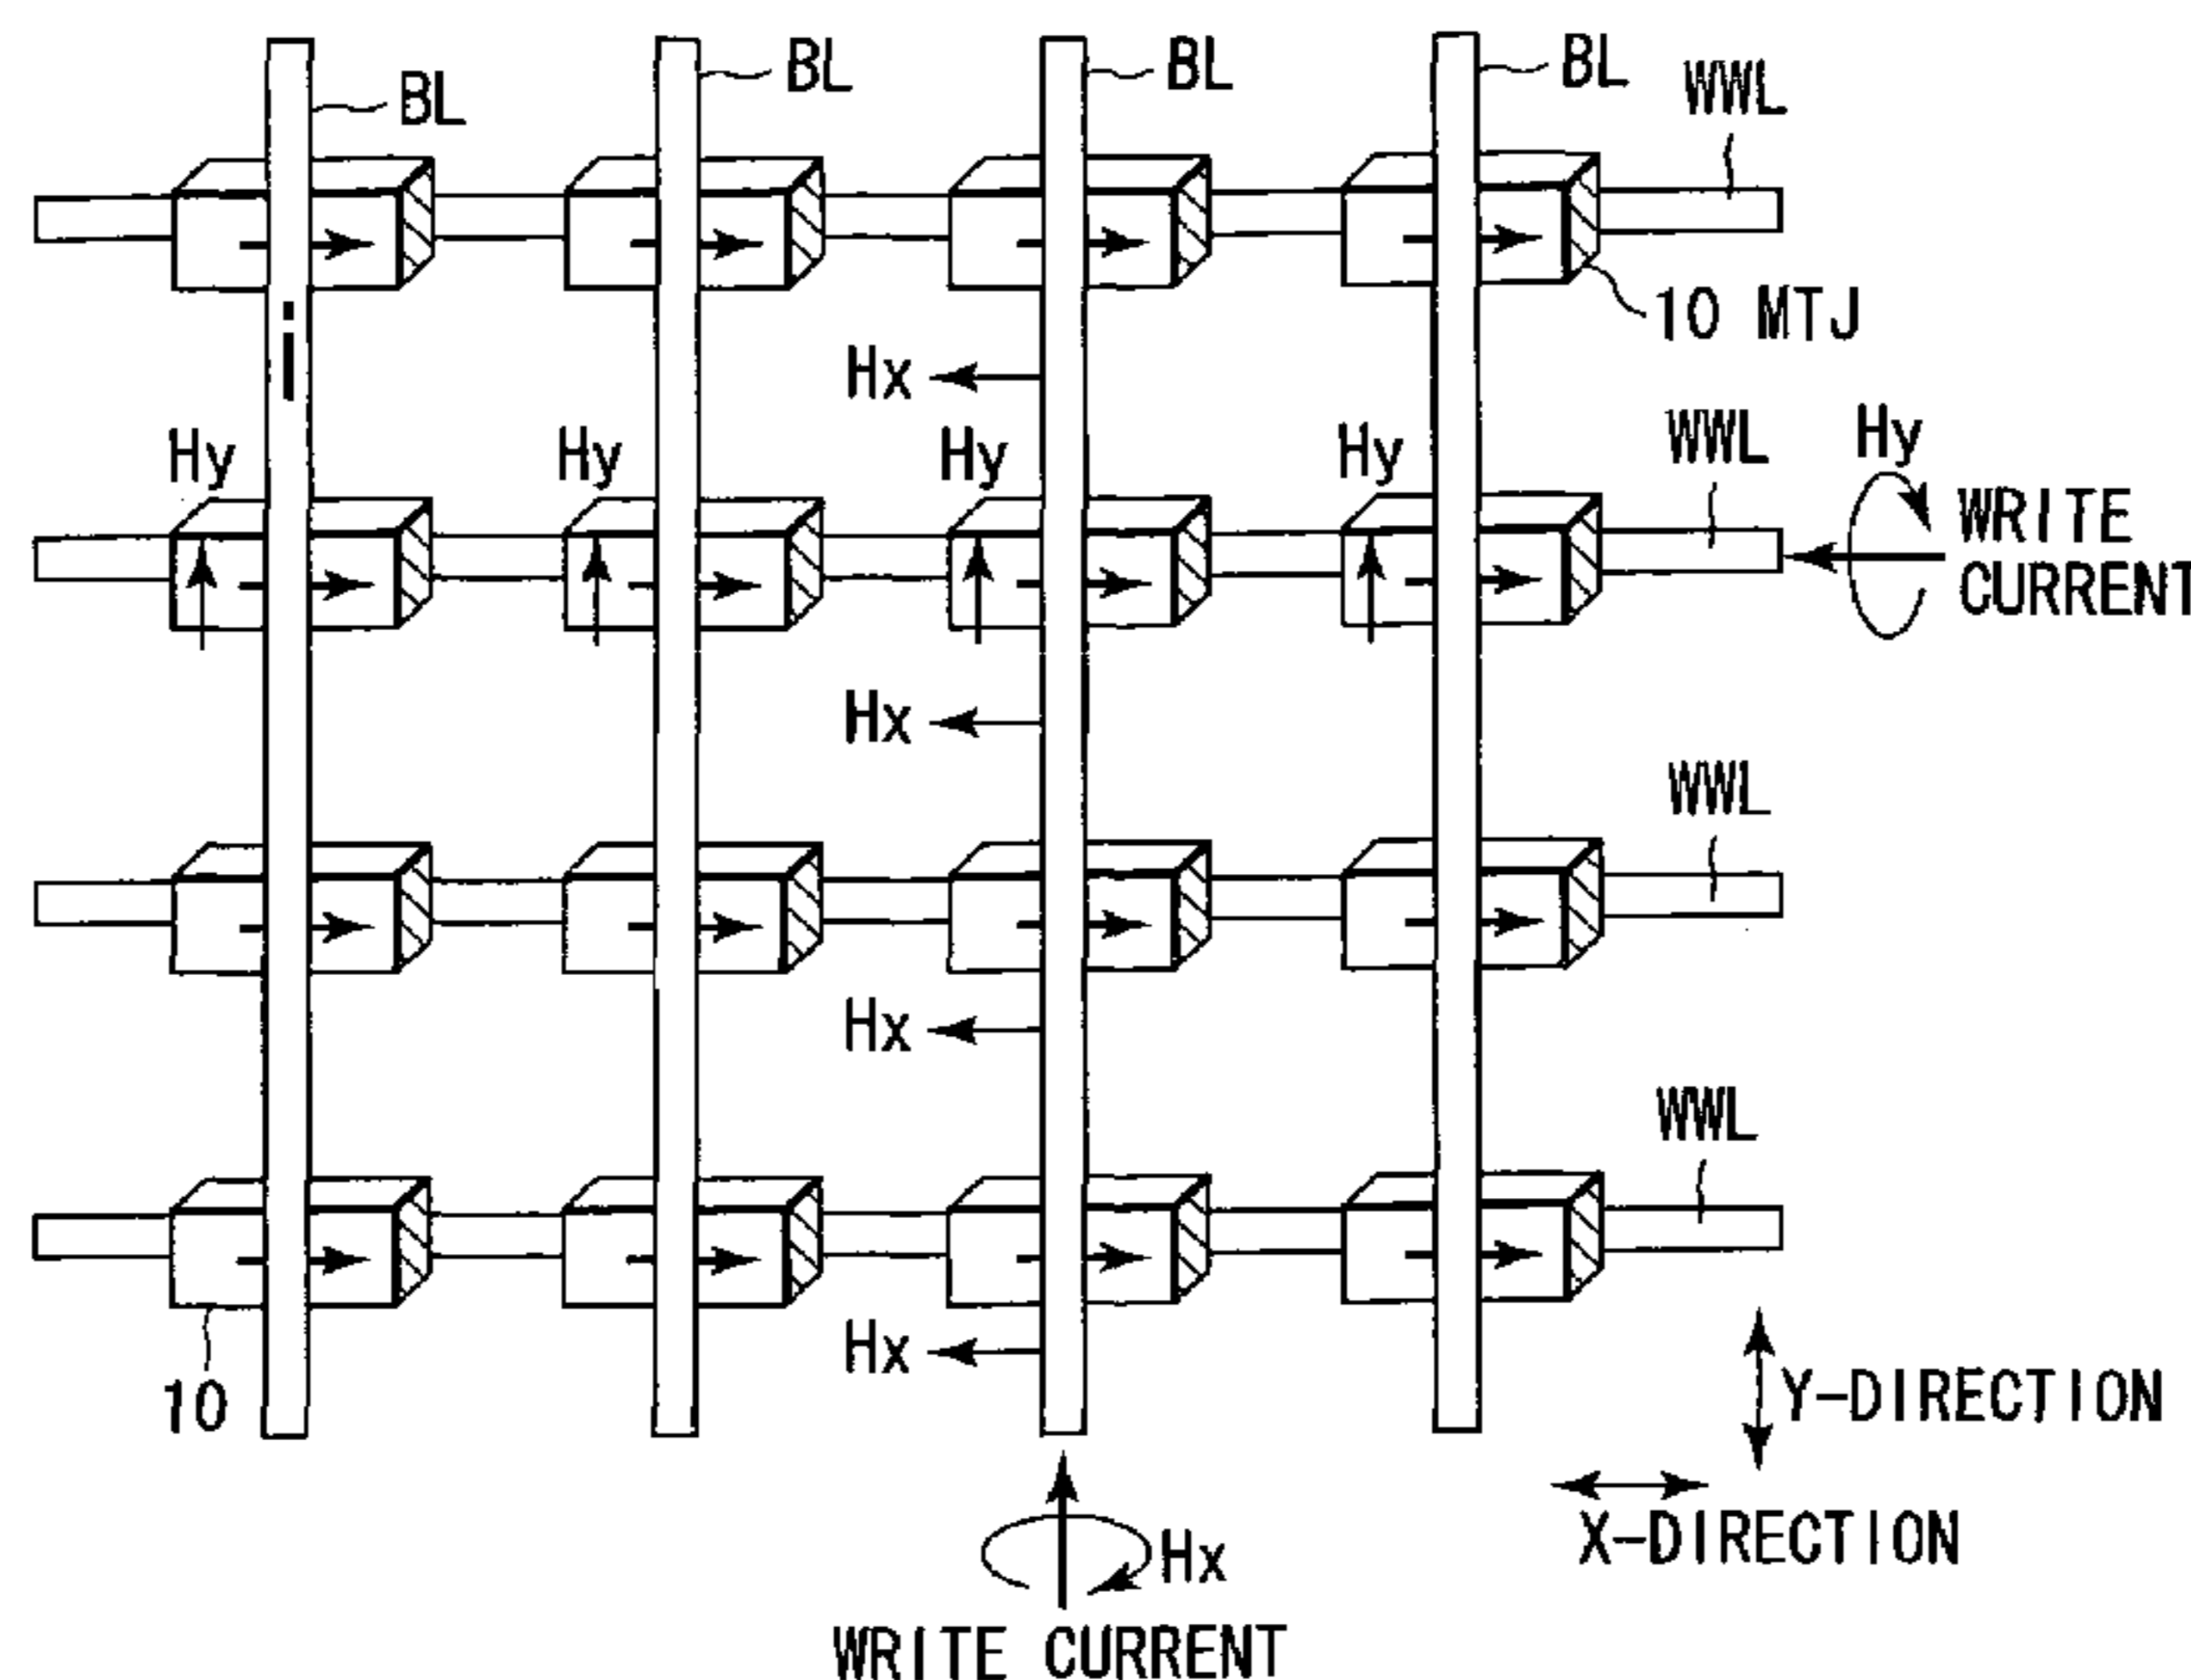 BL BL BL BL WWL
10 MTJ
i
Hx
Hy Hy Hy Hy WWL Hy
WRITE
CURRENT
Hx
WWL
Hx
WWL
Hx
10
Y-DIRECTION
X-DIRECTION
Hx
WRITE CURRENT